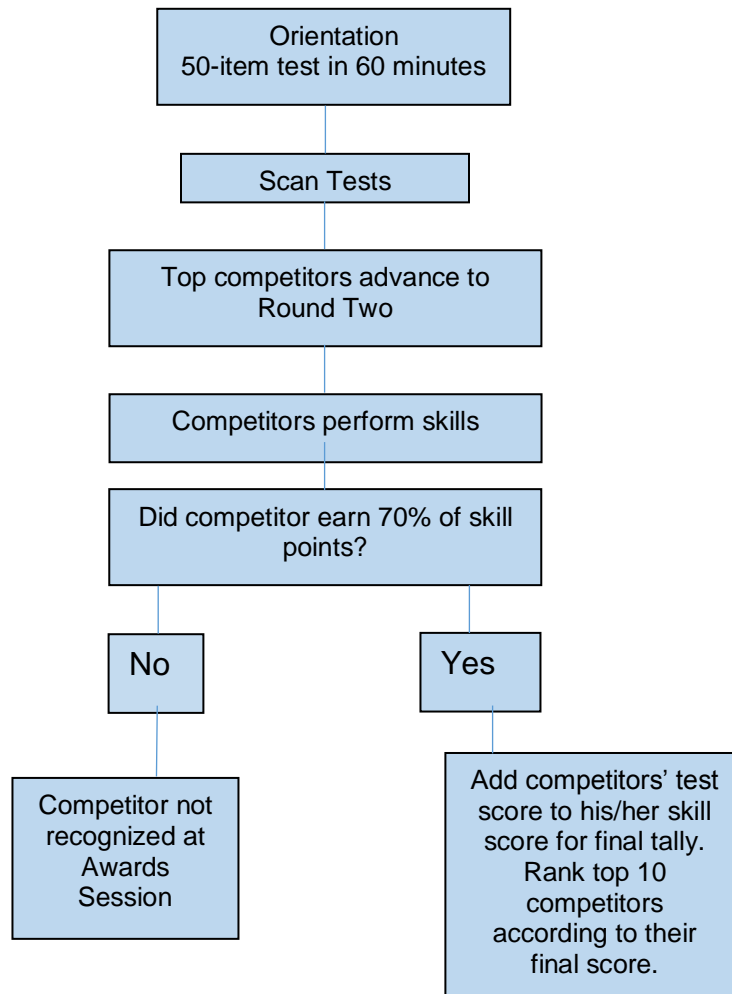 Orientation
50-item test in 60 minutes
Scan Tests
Top competitors advance to
Round Two
Competitors perform skills
Did competitor earn 70% of skill
points?
No
Yes
Competitor not
recognized at
Awards
Session
Add competitors’ test
score to his/her skill
score for final tally.
Rank top 10
competitors
according to their
final score.